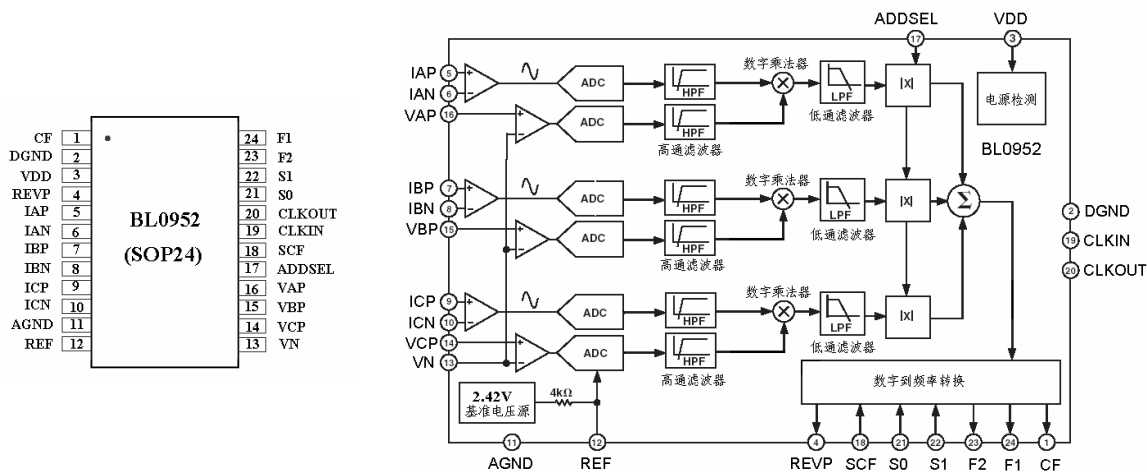 BL0952
(SOP24)
CF 1
DGND 2
VDD 3
REVP 4
IAP 5
IAN 6
IBP 7
IBN 8
ICP 9
ICN 10
AGND 11
REF 12
24 F1
23 F2
22 S1
21 S0
20 CLKOUT
19 CLKIN
18 SCF
17 ADDSEL
16 VAP
15 VBP
14 VCP
13 VN
ADDSEL 17
VDD 3
IAP 5
IAN 6
VAP 16
+
−
+
−
ADC
ADC
HPF
HPF
高通滤波器
数字乘法器
LPF
低通滤波器
|X|
电源检测
BL0952
IBP 7
IBN 8
VBP 15
+
−
+
−
ADC
ADC
HPF
HPF
高通滤波器
数字乘法器
LPF
低通滤波器
|X|
Σ
2 DGND
19 CLKIN
20 CLKOUT
ICP 9
ICN 10
VCP 14
VN 13
+
−
+
−
ADC
ADC
HPF
HPF
高通滤波器
数字乘法器
LPF
低通滤波器
|X|
2.42V
基准电压源
4kΩ
数字到频率转换
11
AGND
12
REF
4
REVP
18
SCF
21
S0
22
S1
23
F2
24
F1
1
CF